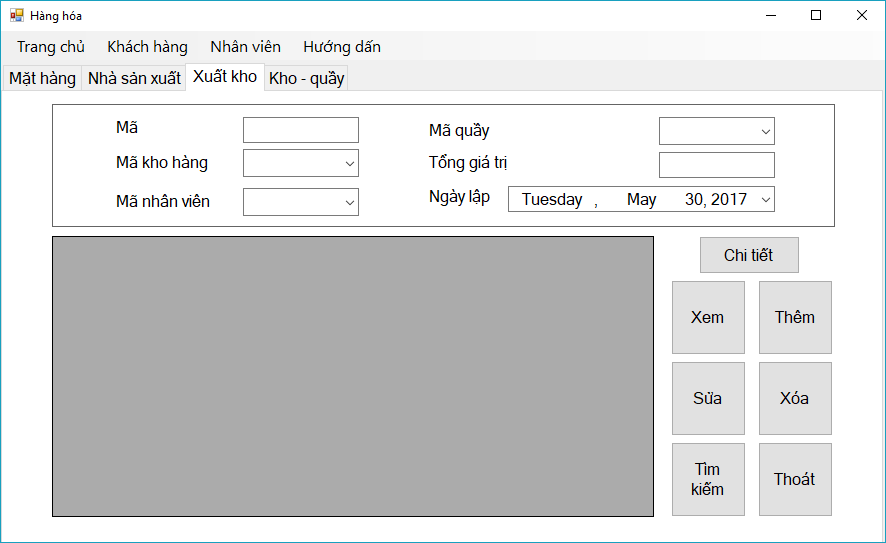 Hàng hóa
Trang chủ Khách hàng Nhân viên Hướng dấn
Mặt hàng Nhà sản xuất Xuất kho Kho - quầy
Mã
Mã quầy
Mã kho hàng
Tổng giá trị
Mã nhân viên
Ngày lập Tuesday , May 30, 2017
Chi tiết
Xem Thêm
Sửa Xóa
Tìm
kiếm
Thoát